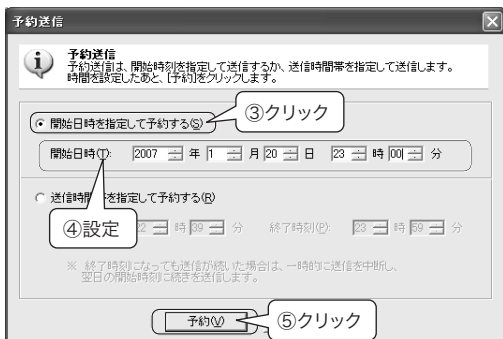 予約送信
予約送信
予約送信は、開始時刻を指定して送信するか、送信時間帯を指定して送信します。
時間を設定したあと、[予約]をクリックします。
③クリック
開始日時を指定して予約する(S)
開始日時(T): 2007 年 1 月 20 日 23 時 00 分
送信時間帯を指定して予約する(R)
④設定
22 時 39 分 終了時刻(P): 23 時 59 分
※ 終了時刻になっても送信が続いた場合は、一時的に送信を中断し、
翌日の開始時刻に続きを送信します。
予約(V)
⑤クリック